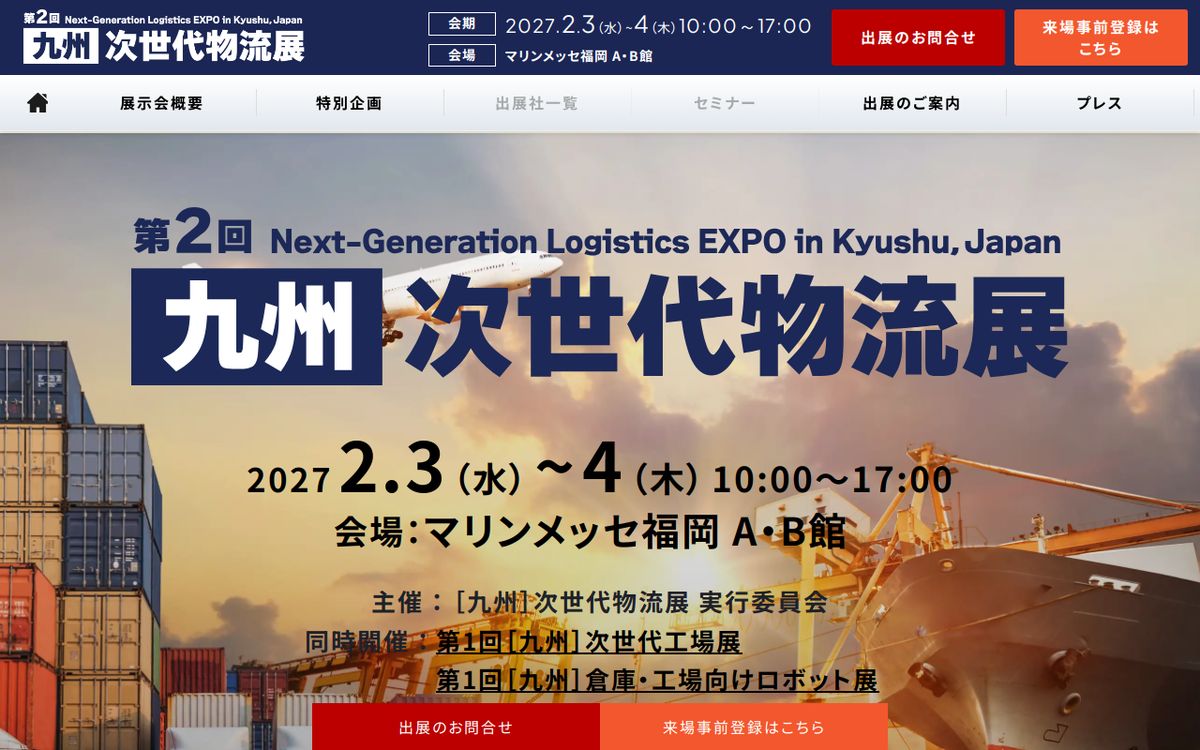 第2回 Next-Generation Logistics EXPO in Kyushu, Japan
九州 次世代物流展
会期 2027.2.3(水)~4(木)10:00～17:00
会場 マリンメッセ福岡 A・B館
出展のお問合せ
来場事前登録は
こちら
展示会概要
特別企画
出展社一覧
セミナー
出展のご案内
プレス
第2回 Next-Generation Logistics EXPO in Kyushu, Japan
九州 次世代物流展
2027 2.3(水)~4(木)10:00～17:00
会場：マリンメッセ福岡 A・B館
主催：［九州］次世代物流展 実行委員会
同時開催：第1回［九州］次世代工場展
第1回［九州］倉庫・工場向けロボット展
出展のお問合せ
来場事前登録はこちら